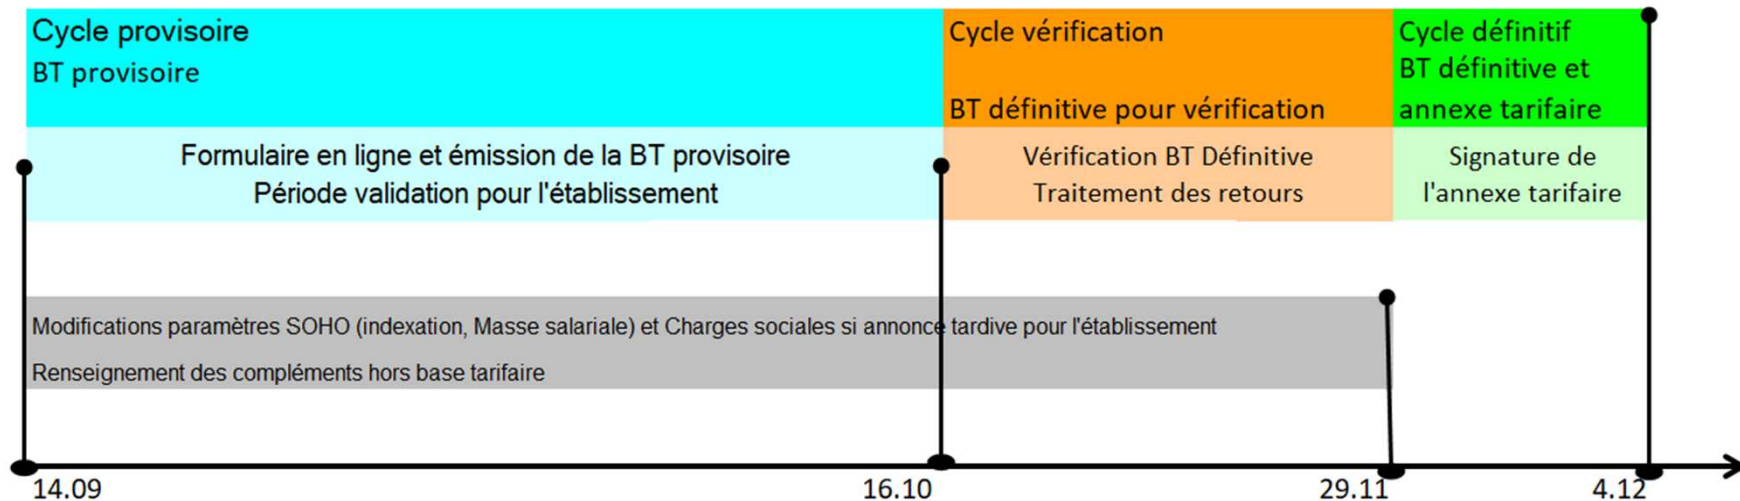 Cycle provisoire
BT provisoire
Cycle vérification
BT définitive pour vérification
Cycle définitif
BT définitive et
annexe tarifaire
Formulaire en ligne et émission de la BT provisoire
Période validation pour l'établissement
Vérification BT Définitive
Traitement des retours
Signature de
l'annexe tarifaire
Modifications paramètres SOHO (indexation, Masse salariale) et Charges sociales si annonce tardive pour l'établissement
Renseignement des compléments hors base tarifaire
14.09
16.10
29.11
4.12